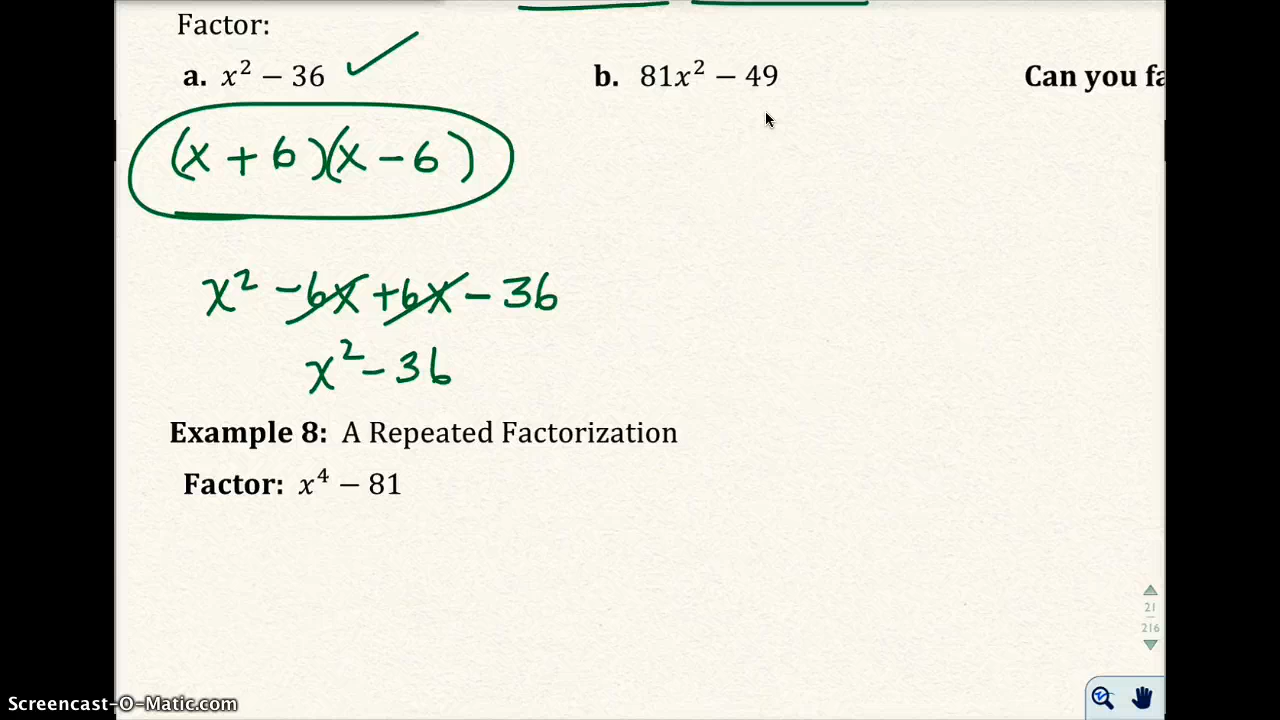 Factor:
a. x² − 36
b. 81x² − 49
Can you fa
(x + 6)(x − 6)
x² − 6x + 6x − 36
x² − 36
Example 8: A Repeated Factorization
Factor: x⁴ − 81
21
216
Screencast-O-Matic.com